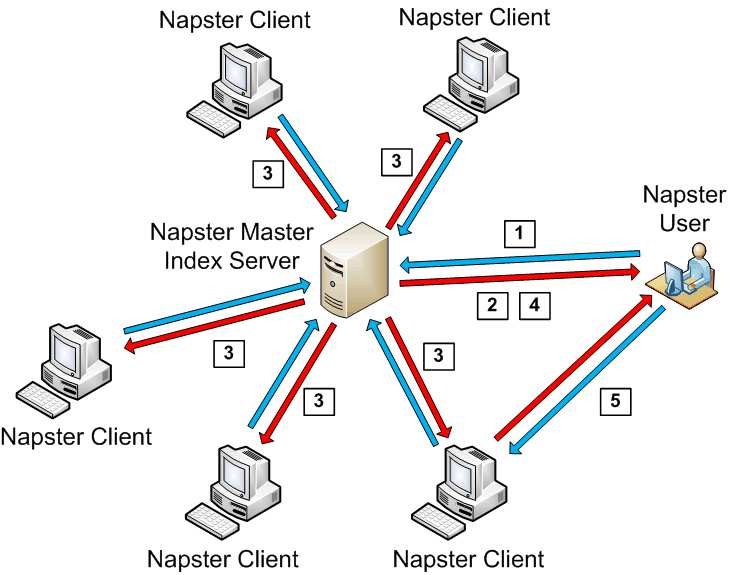 Napster Client
Napster Client
3
3
Napster
User
Napster Master
Index Server
1
2
4
3
3
3
5
Napster Client
Napster Client
Napster Client